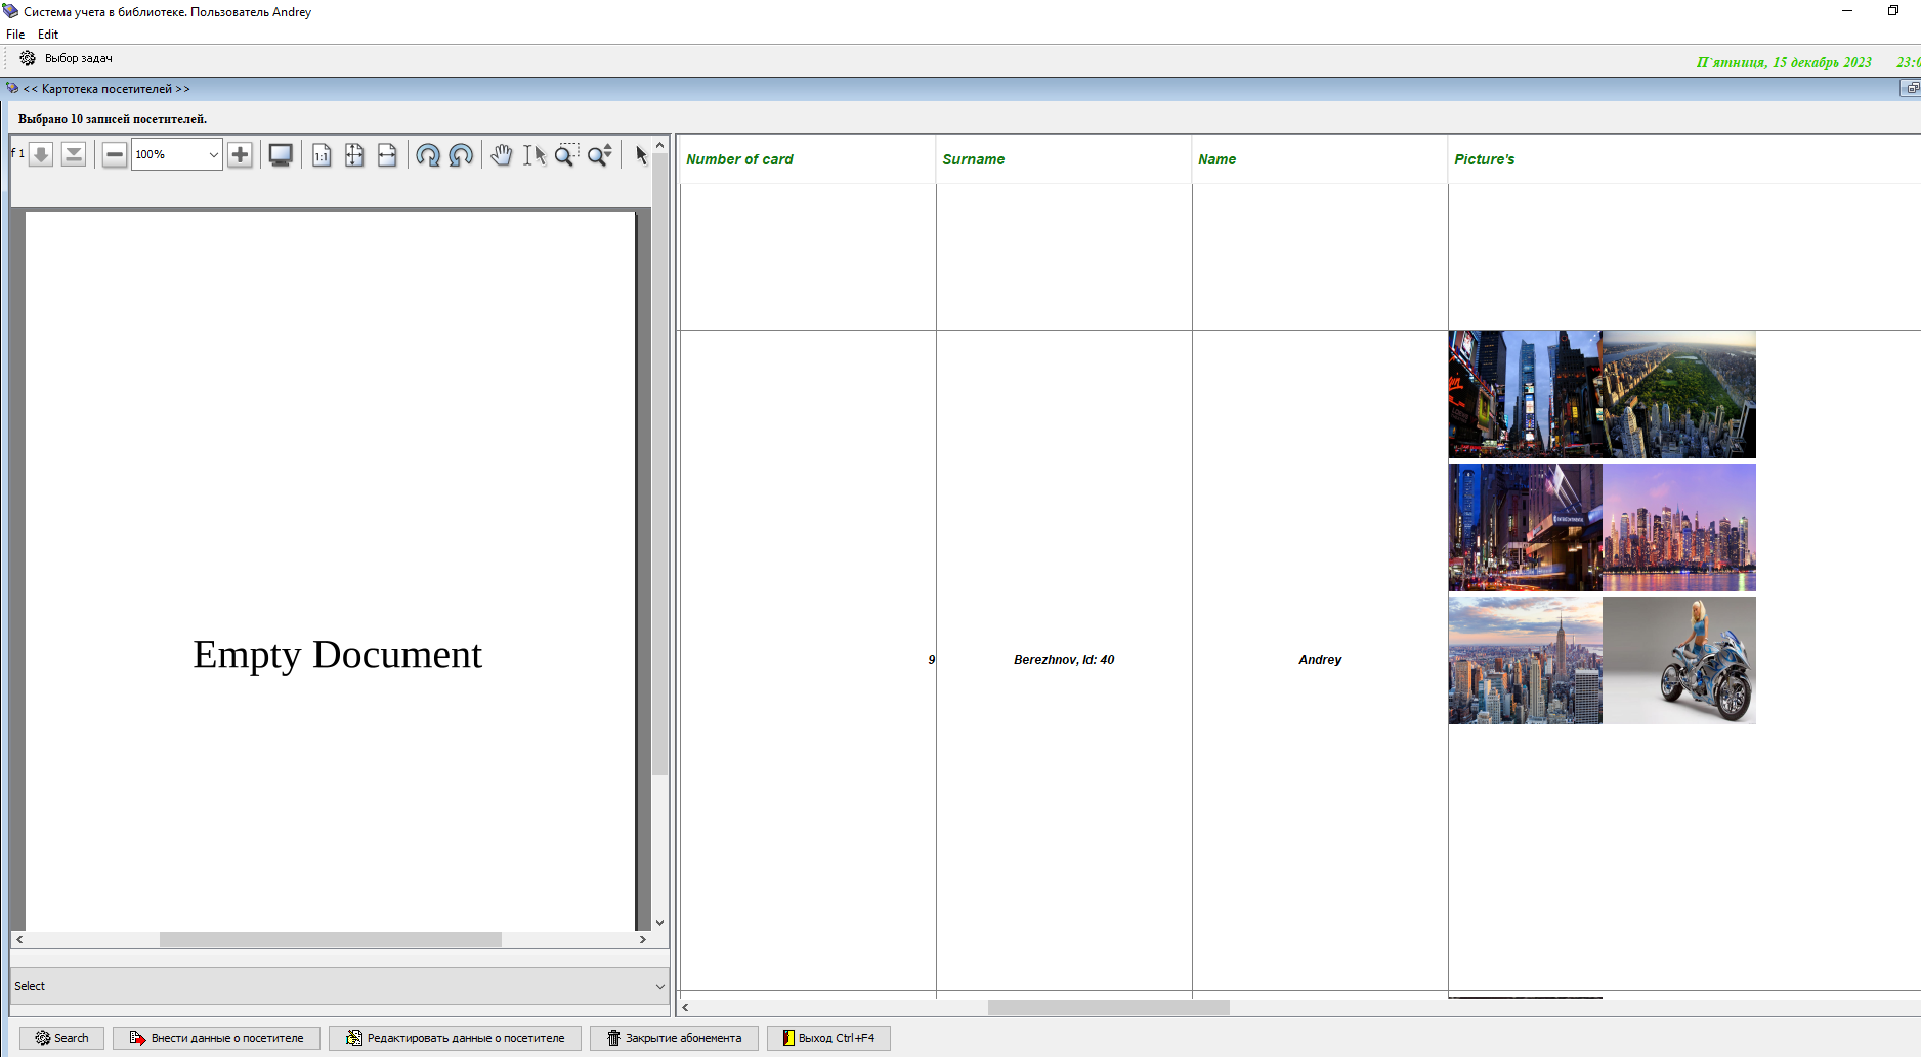 Система учета в библиотеке. Пользователь Andrey
File Edit
Выбор задач
П'ятниця, 15 декабрь 2023 23:0
<< Картотека посетителей >>
Выбрано 10 записей посетителей.
f 1
100%
1:1
Number of card
Surname
Name
Picture's
Empty Document
9
Berezhnov, Id: 40
Andrey
Select
Search
Внести данные о посетителе
Редактировать данные о посетителе
Закрытие абонемента
Выход, Ctrl+F4